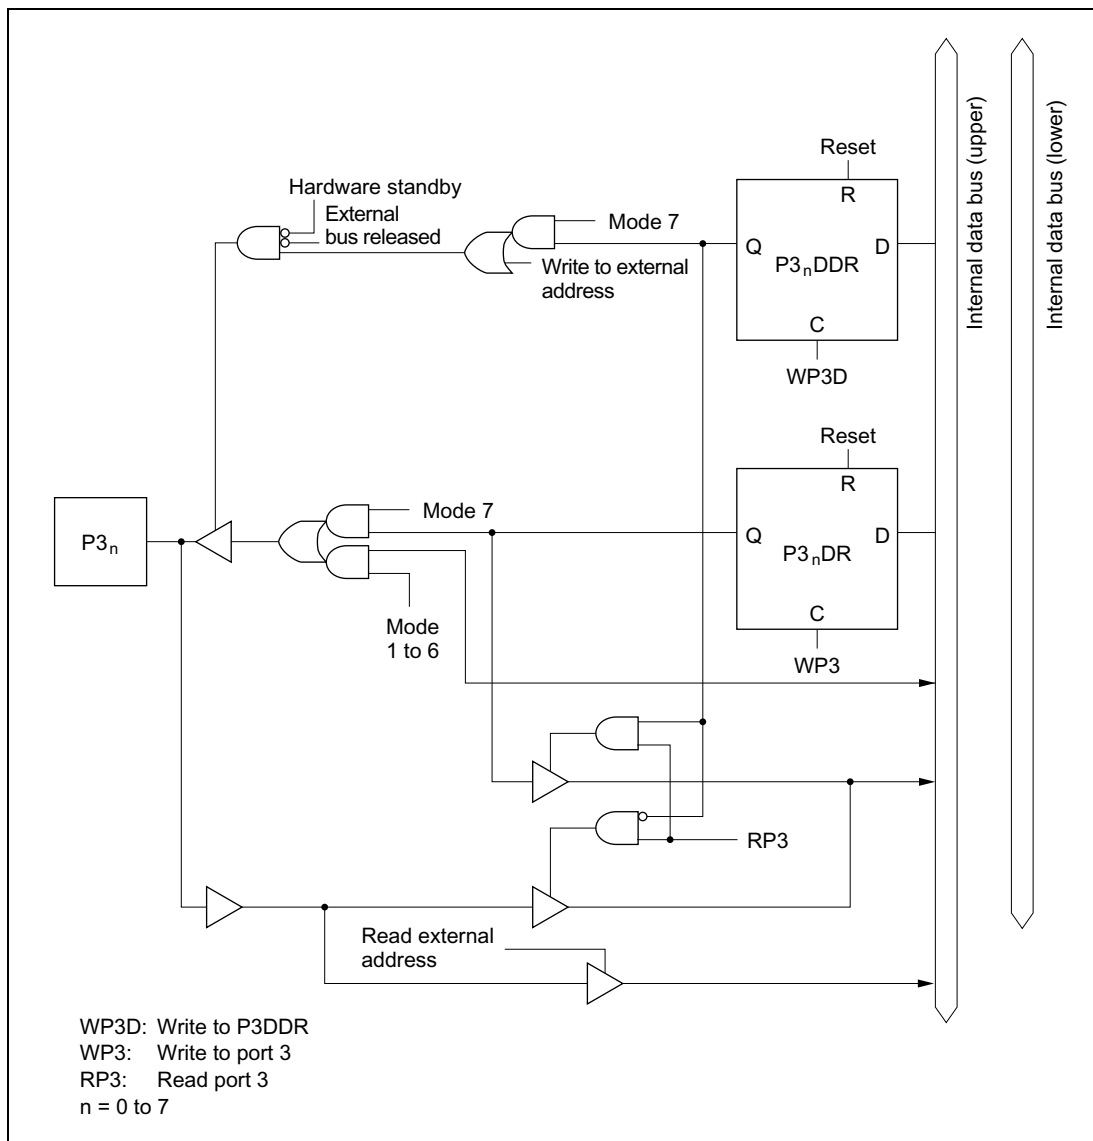 Internal data bus (upper)
Internal data bus (lower)
Reset
Hardware standby
R
External
bus released
Mode 7
Q
D
P3nDDR
Write to external
address
C
WP3D
Reset
R
Mode 7
P3n
Q
D
P3nDR
C
Mode
1 to 6
WP3
RP3
Read external
address
WP3D: Write to P3DDR
WP3: Write to port 3
RP3: Read port 3
n = 0 to 7